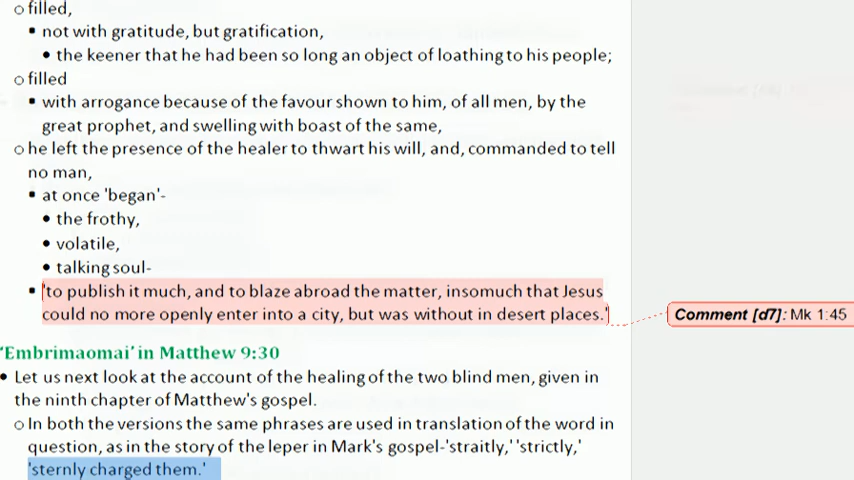 o filled,
▪ not with gratitude, but gratification,
▪ the keener that he had been so long an object of loathing to his people;
o filled
▪ with arrogance because of the favour shown to him, of all men, by the
great prophet, and swelling with boast of the same,
o he left the presence of the healer to thwart his will, and, commanded to tell
no man,
▪ at once 'began'-
• the frothy,
• volatile,
• talking soul-
▪ 'to publish it much, and to blaze abroad the matter, insomuch that Jesus
could no more openly enter into a city, but was without in desert places.'
Comment [d7]: Mk 1:45
'Embrimaomai' in Matthew 9:30
• Let us next look at the account of the healing of the two blind men, given in
the ninth chapter of Matthew's gospel.
o In both the versions the same phrases are used in translation of the word in
question, as in the story of the leper in Mark's gospel-'straitly,' 'strictly,'
'sternly charged them.'